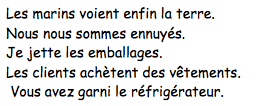 Les marins voient enfin la terre.
Nous nous sommes ennuyés.
Je jette les emballages.
Les clients achètent des vêtements.
Vous avez garni le réfrigérateur.